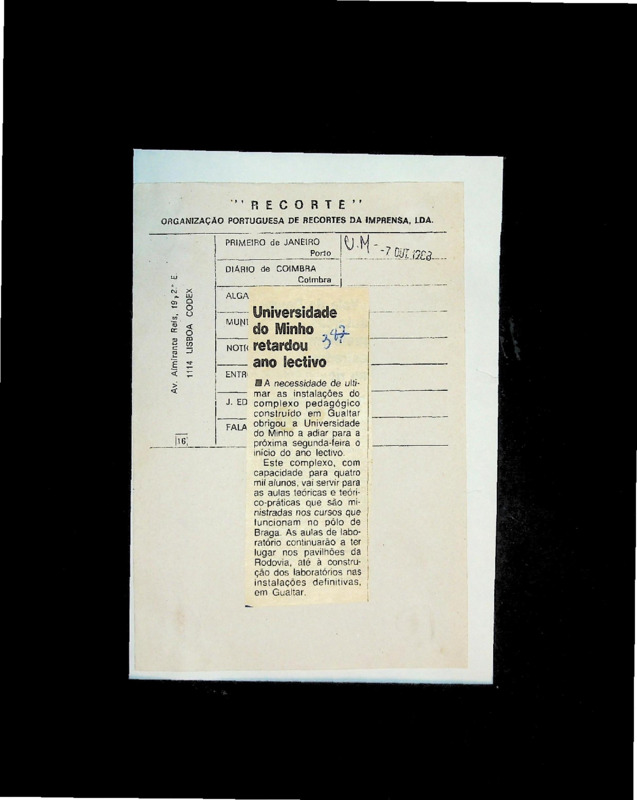 "RECORTE"
ORGANIZAÇÃO PORTUGUESA DE RECORTES DA IMPRENSA, LDA.
Av. Almirante Reis, 19, 2.º E
1114 LISBOA CODEX
16
PRIMEIRO de JANEIRO
Porto
U.M-
-7 OUT 1988
DIÁRIO de COIMBRA
Coimbra
ALGA
MUNI
NOTÍC
ENTR
J. ED
FALA
Universidade
do Minho
retardou
ano lectivo
A necessidade de ulti-
mar as instalações do
complexo pedagógico
construído em Gualtar
obrigou a Universidade
do Minho a adiar para a
próxima segunda-feira o
início do ano lectivo.
Este complexo, com
capacidade para quatro
mil alunos, vai servir para
as aulas teóricas e teóri-
co-práticas que são mi-
nistradas nos cursos que
funcionam no pólo de
Braga. As aulas de labo-
ratório continuarão a ter
lugar nos pavilhões da
Rodovia, até à constru-
ção dos laboratórios nas
instalações definitivas,
em Gualtar.